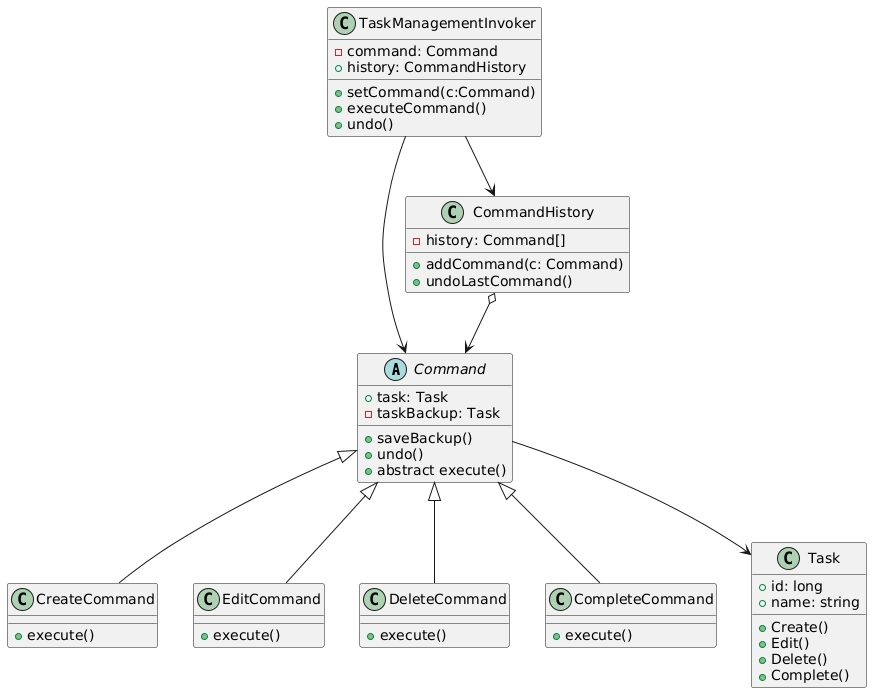 C TaskManagementInvoker
command: Command
history: CommandHistory
setCommand(c:Command)
executeCommand()
undo()
C CommandHistory
history: Command[]
addCommand(c: Command)
undoLastCommand()
A Command
task: Task
taskBackup: Task
saveBackup()
undo()
abstract execute()
C CreateCommand
execute()
C EditCommand
execute()
C DeleteCommand
execute()
C CompleteCommand
execute()
C Task
id: long
name: string
Create()
Edit()
Delete()
Complete()